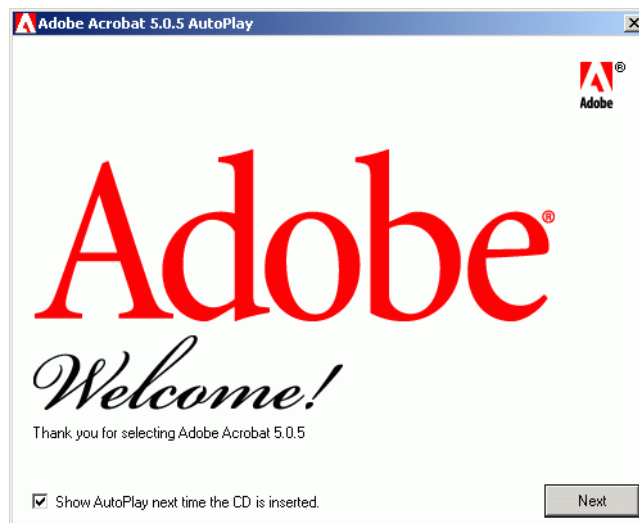 Adobe Acrobat 5.0.5 AutoPlay
®
Adobe
Adobe®
Welcome!
Thank you for selecting Adobe Acrobat 5.0.5
Show AutoPlay next time the CD is inserted.
Next